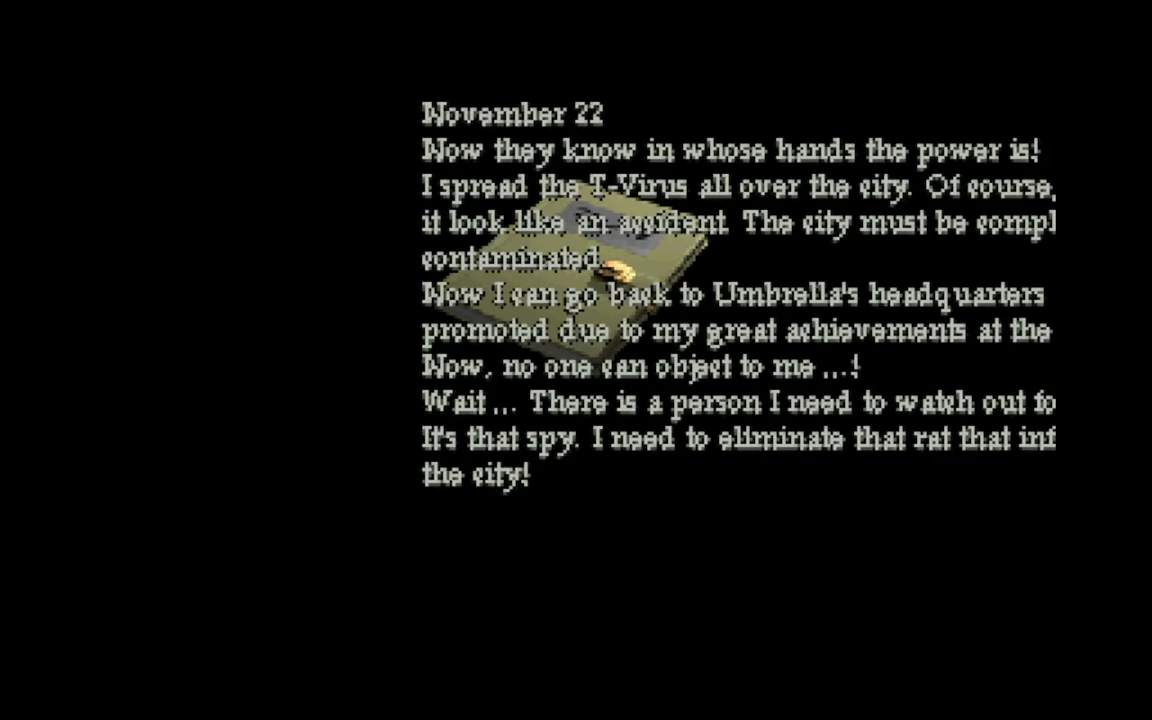 November 22
Now they know in whose hands the power is!
I spread the T-Virus all over the city. Of course,
it look like an accident. The city must be compl
contaminated.
Now I can go back to Umbrella's headquarters
promoted due to my great achievements at the
Now, no one can object to me ...!
Wait ... There is a person I need to watch out fo
It's that spy. I need to eliminate that rat that inf
the city!